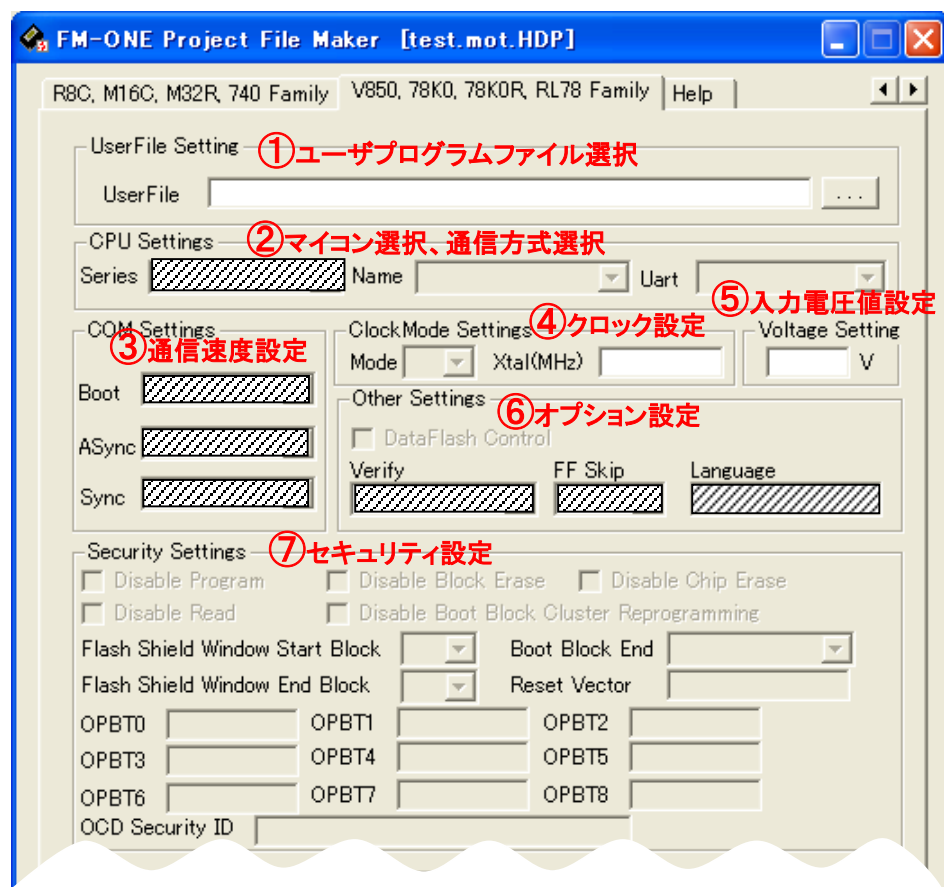 FM-ONE Project File Maker [test.mot.HDP]
R8C, M16C, M32R, 740 Family V850, 78K0, 78K0R, RL78 Family Help
UserFile Setting ①ユーザプログラムファイル選択
UserFile ...
CPU Settings ②マイコン選択、通信方式選択
Series Name Uart
⑤入力電圧値設定
COM Settings ClockMode Settings ④クロック設定 Voltage Setting
③通信速度設定
Mode Xtal(MHz) V
Boot
Other Settings ⑥オプション設定
DataFlash Control
ASync
Verify FF Skip Language
Sync
Security Settings ⑦セキュリティ設定
Disable Program Disable Block Erase Disable Chip Erase
Disable Read Disable Boot Block Cluster Reprogramming
Flash Shield Window Start Block Boot Block End
Flash Shield Window End Block Reset Vector
OPBT0 OPBT1 OPBT2
OPBT3 OPBT4 OPBT5
OPBT6 OPBT7 OPBT8
OCD Security ID